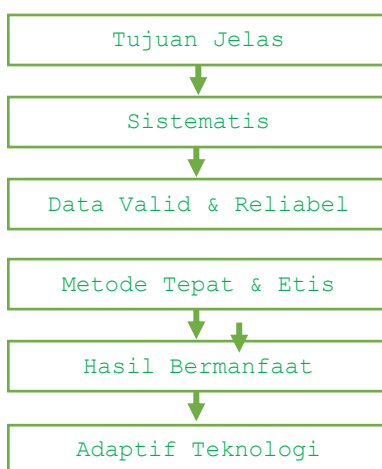 Tujuan Jelas
Sistematis
Data Valid & Reliabel
Metode Tepat & Etis
Hasil Bermanfaat
Adaptif Teknologi